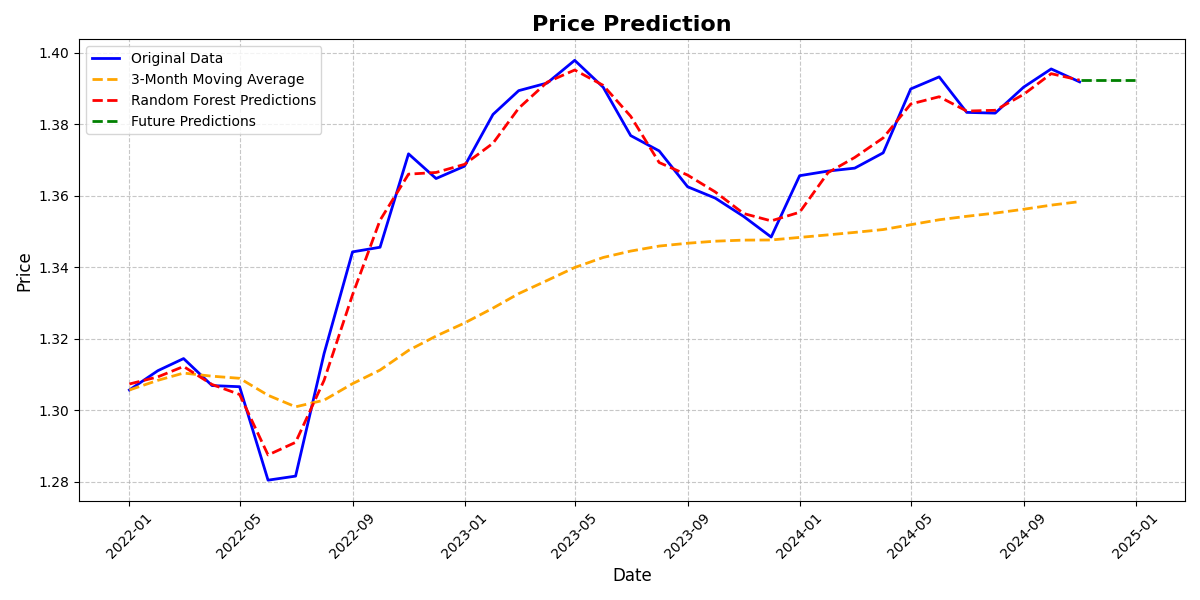 Price Prediction
Original Data
3-Month Moving Average
Random Forest Predictions
Future Predictions
1.40
1.38
1.36
1.34
1.32
1.30
1.28
Price
2022-01
2022-05
2022-09
2023-01
2023-05
2023-09
2024-01
2024-05
2024-09
2025-01
Date